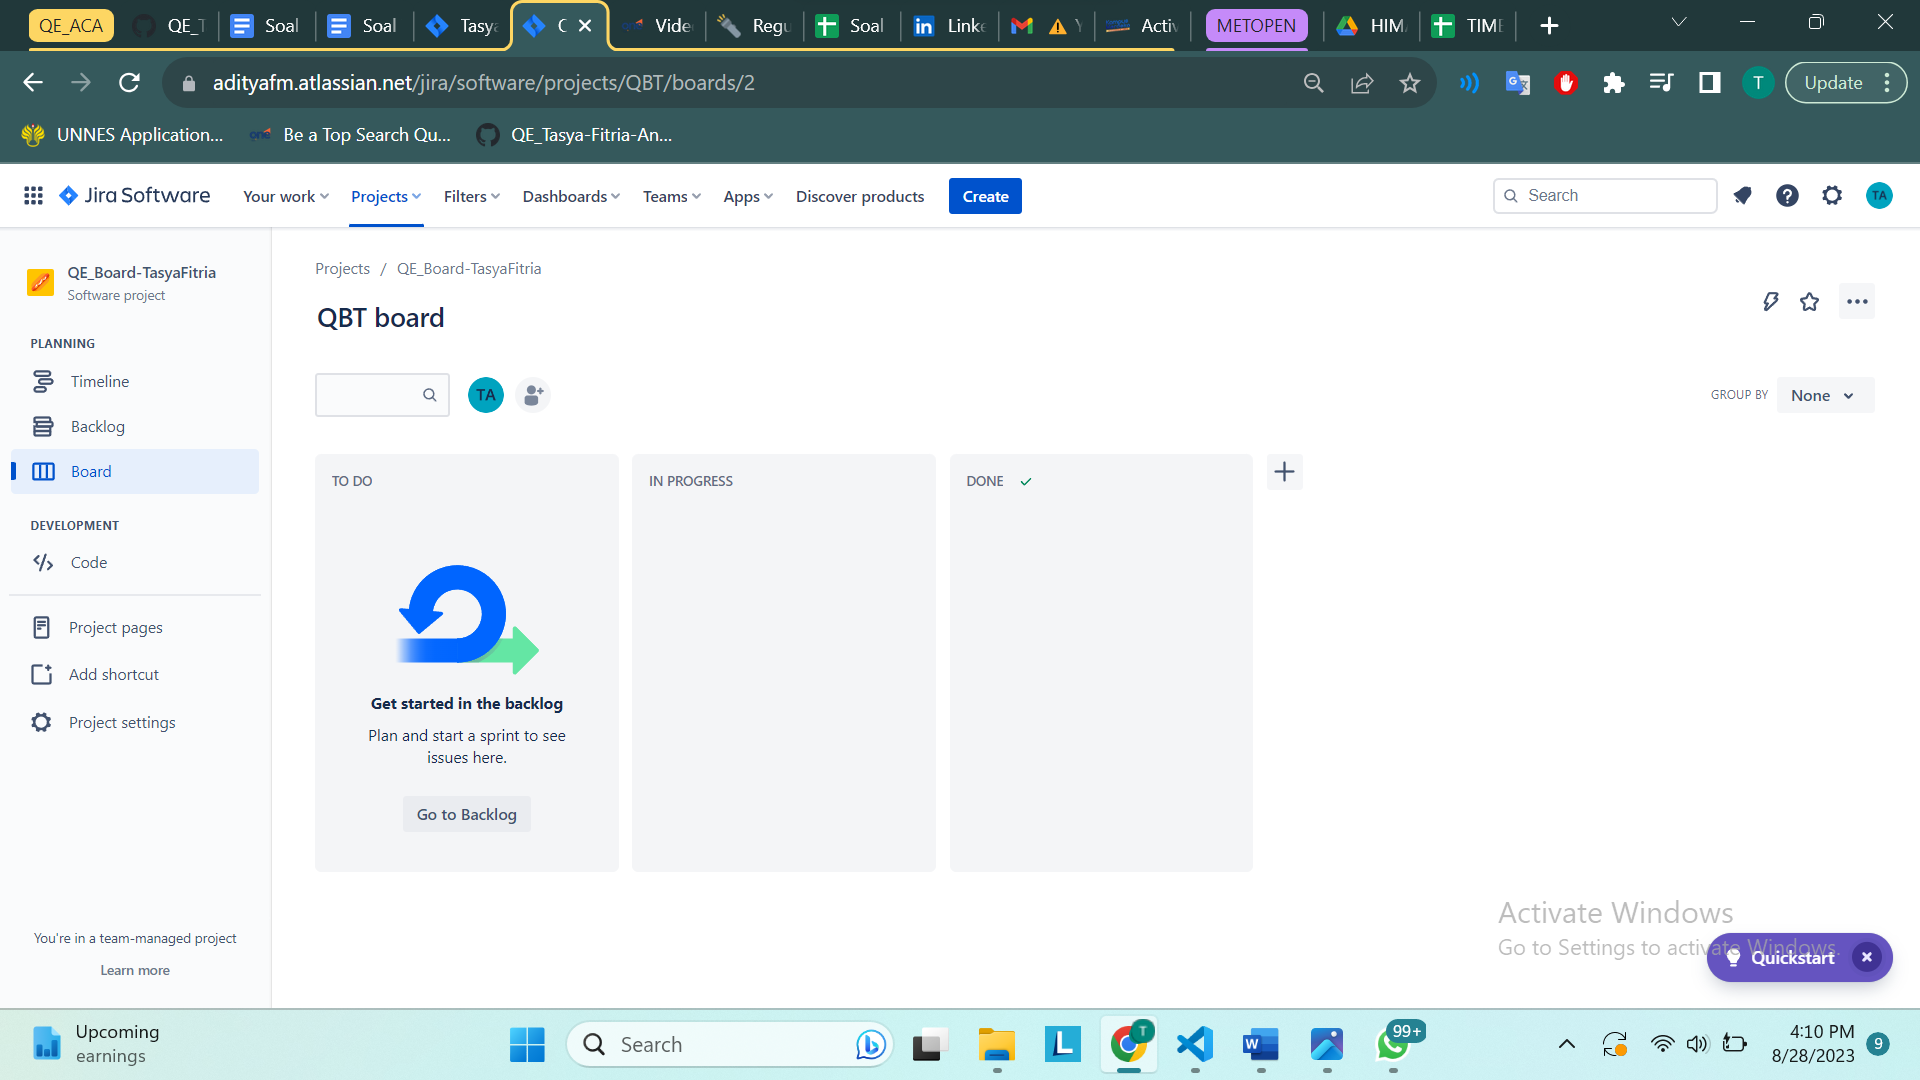 QE_ACA
QE_T
Soal
Soal
Tasya
Vide
Regu
Soal
Linke
Activ
METOPEN
HIMA
TIME
adityafm.atlassian.net/jira/software/projects/QBT/boards/2
T
Update
UNNES Application...
one
Be a Top Search Qu...
QE_Tasya-Fitria-An...
Jira Software
Your work
Projects
Filters
Dashboards
Teams
Apps
Discover products
Create
Search
TA
QE_Board-TasyaFitria
Software project
PLANNING
Timeline
Backlog
Board
DEVELOPMENT
Code
Project pages
Add shortcut
Project settings
You're in a team-managed project
Learn more
Projects / QE_Board-TasyaFitria
QBT board
TA
GROUP BY
None
TO DO
IN PROGRESS
DONE
Get started in the backlog
Plan and start a sprint to see
issues here.
Go to Backlog
Activate Windows
Go to Settings to activate Windows.
Quickstart
Upcoming
earnings
Search
L
T
W
99+
4:10 PM
8/28/2023
9